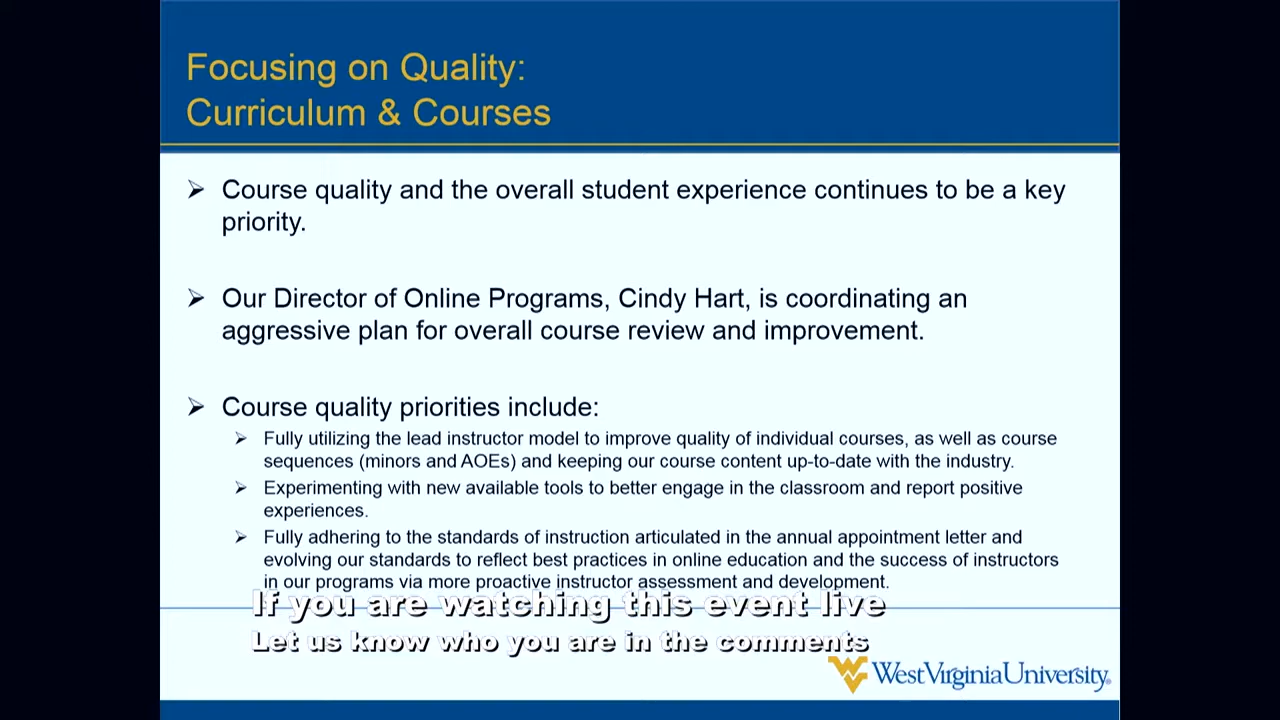 Focusing on Quality:
Curriculum & Courses
Course quality and the overall student experience continues to be a key
priority.
Our Director of Online Programs, Cindy Hart, is coordinating an
aggressive plan for overall course review and improvement.
Course quality priorities include:
Fully utilizing the lead instructor model to improve quality of individual courses, as well as course
sequences (minors and AOEs) and keeping our course content up-to-date with the industry.
Experimenting with new available tools to better engage in the classroom and report positive
experiences.
Fully adhering to the standards of instruction articulated in the annual appointment letter and
evolving our standards to reflect best practices in online education and the success of instructors
in our programs via more proactive instructor assessment and development.
If you are watching this event live
Let us know who you are in the comments
WestVirginiaUniversity®